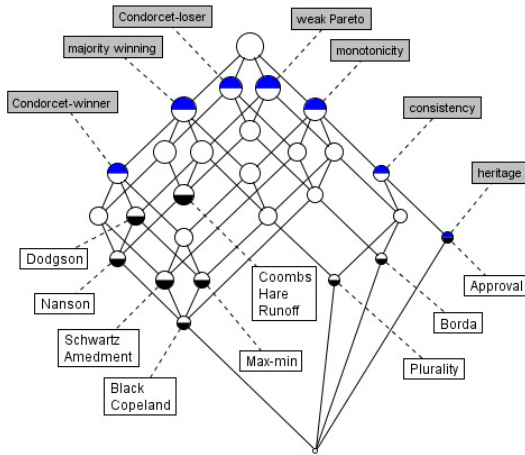 Condorcet-loser
weak Pareto
majority winning
monotonicity
Condorcet-winner
consistency
heritage
Dodgson
Nanson
Coombs
Hare
Runoff
Approval
Schwartz
Amedment
Borda
Max-min
Plurality
Black
Copeland